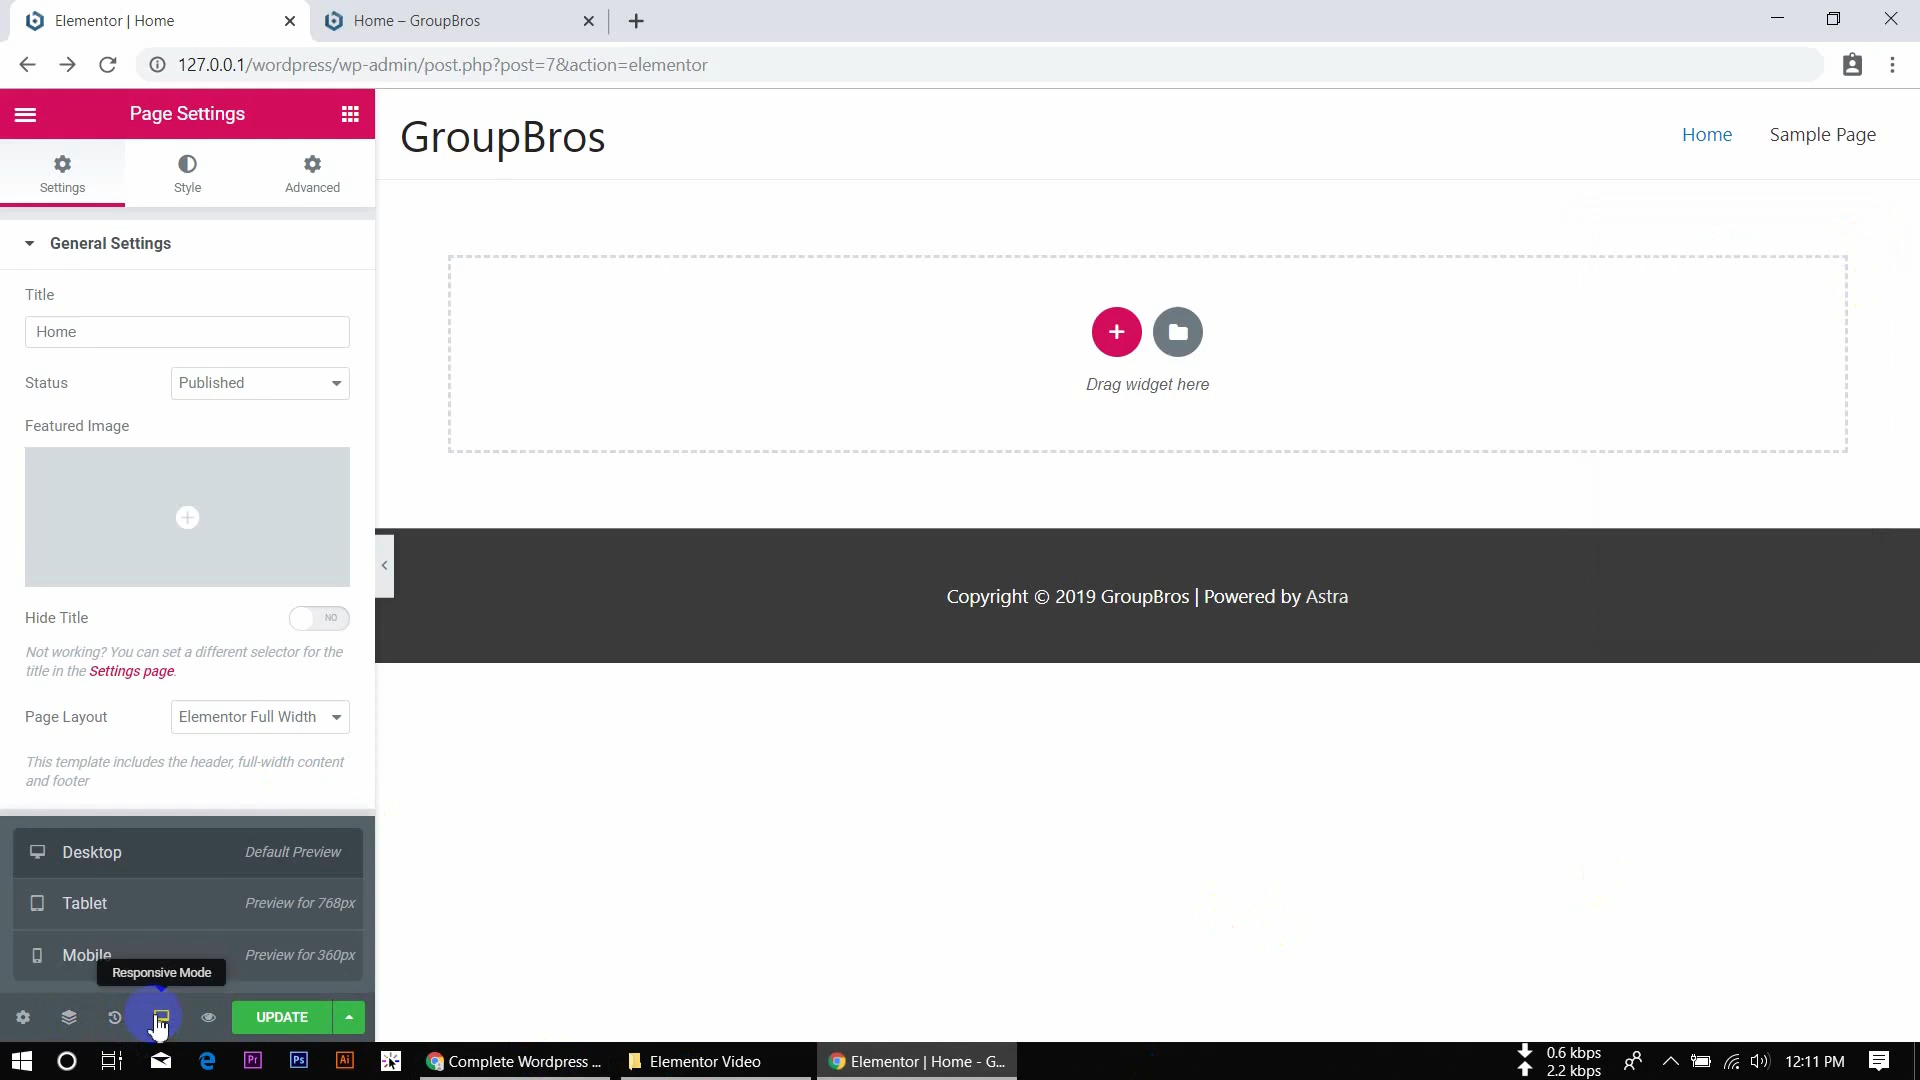 Elementor | Home
Home – GroupBros
127.0.0.1/wordpress/wp-admin/post.php?post=7&action=elementor
Page Settings
Settings
Style
Advanced
General Settings
Title
Home
Status
Published
Featured Image
Hide Title
NO
Not working? You can set a different selector for the
title in the Settings page.
Page Layout
Elementor Full Width
This template includes the header, full-width content
and footer
Desktop
Default Preview
Tablet
Preview for 768px
Mobile
Preview for 360px
Responsive Mode
UPDATE
GroupBros
Home
Sample Page
Drag widget here
Copyright © 2019 GroupBros | Powered by Astra
Pr
Ps
Ai
Complete Wordpress ...
Elementor Video
Elementor | Home - G...
0.6 kbps
2.2 kbps
12:11 PM